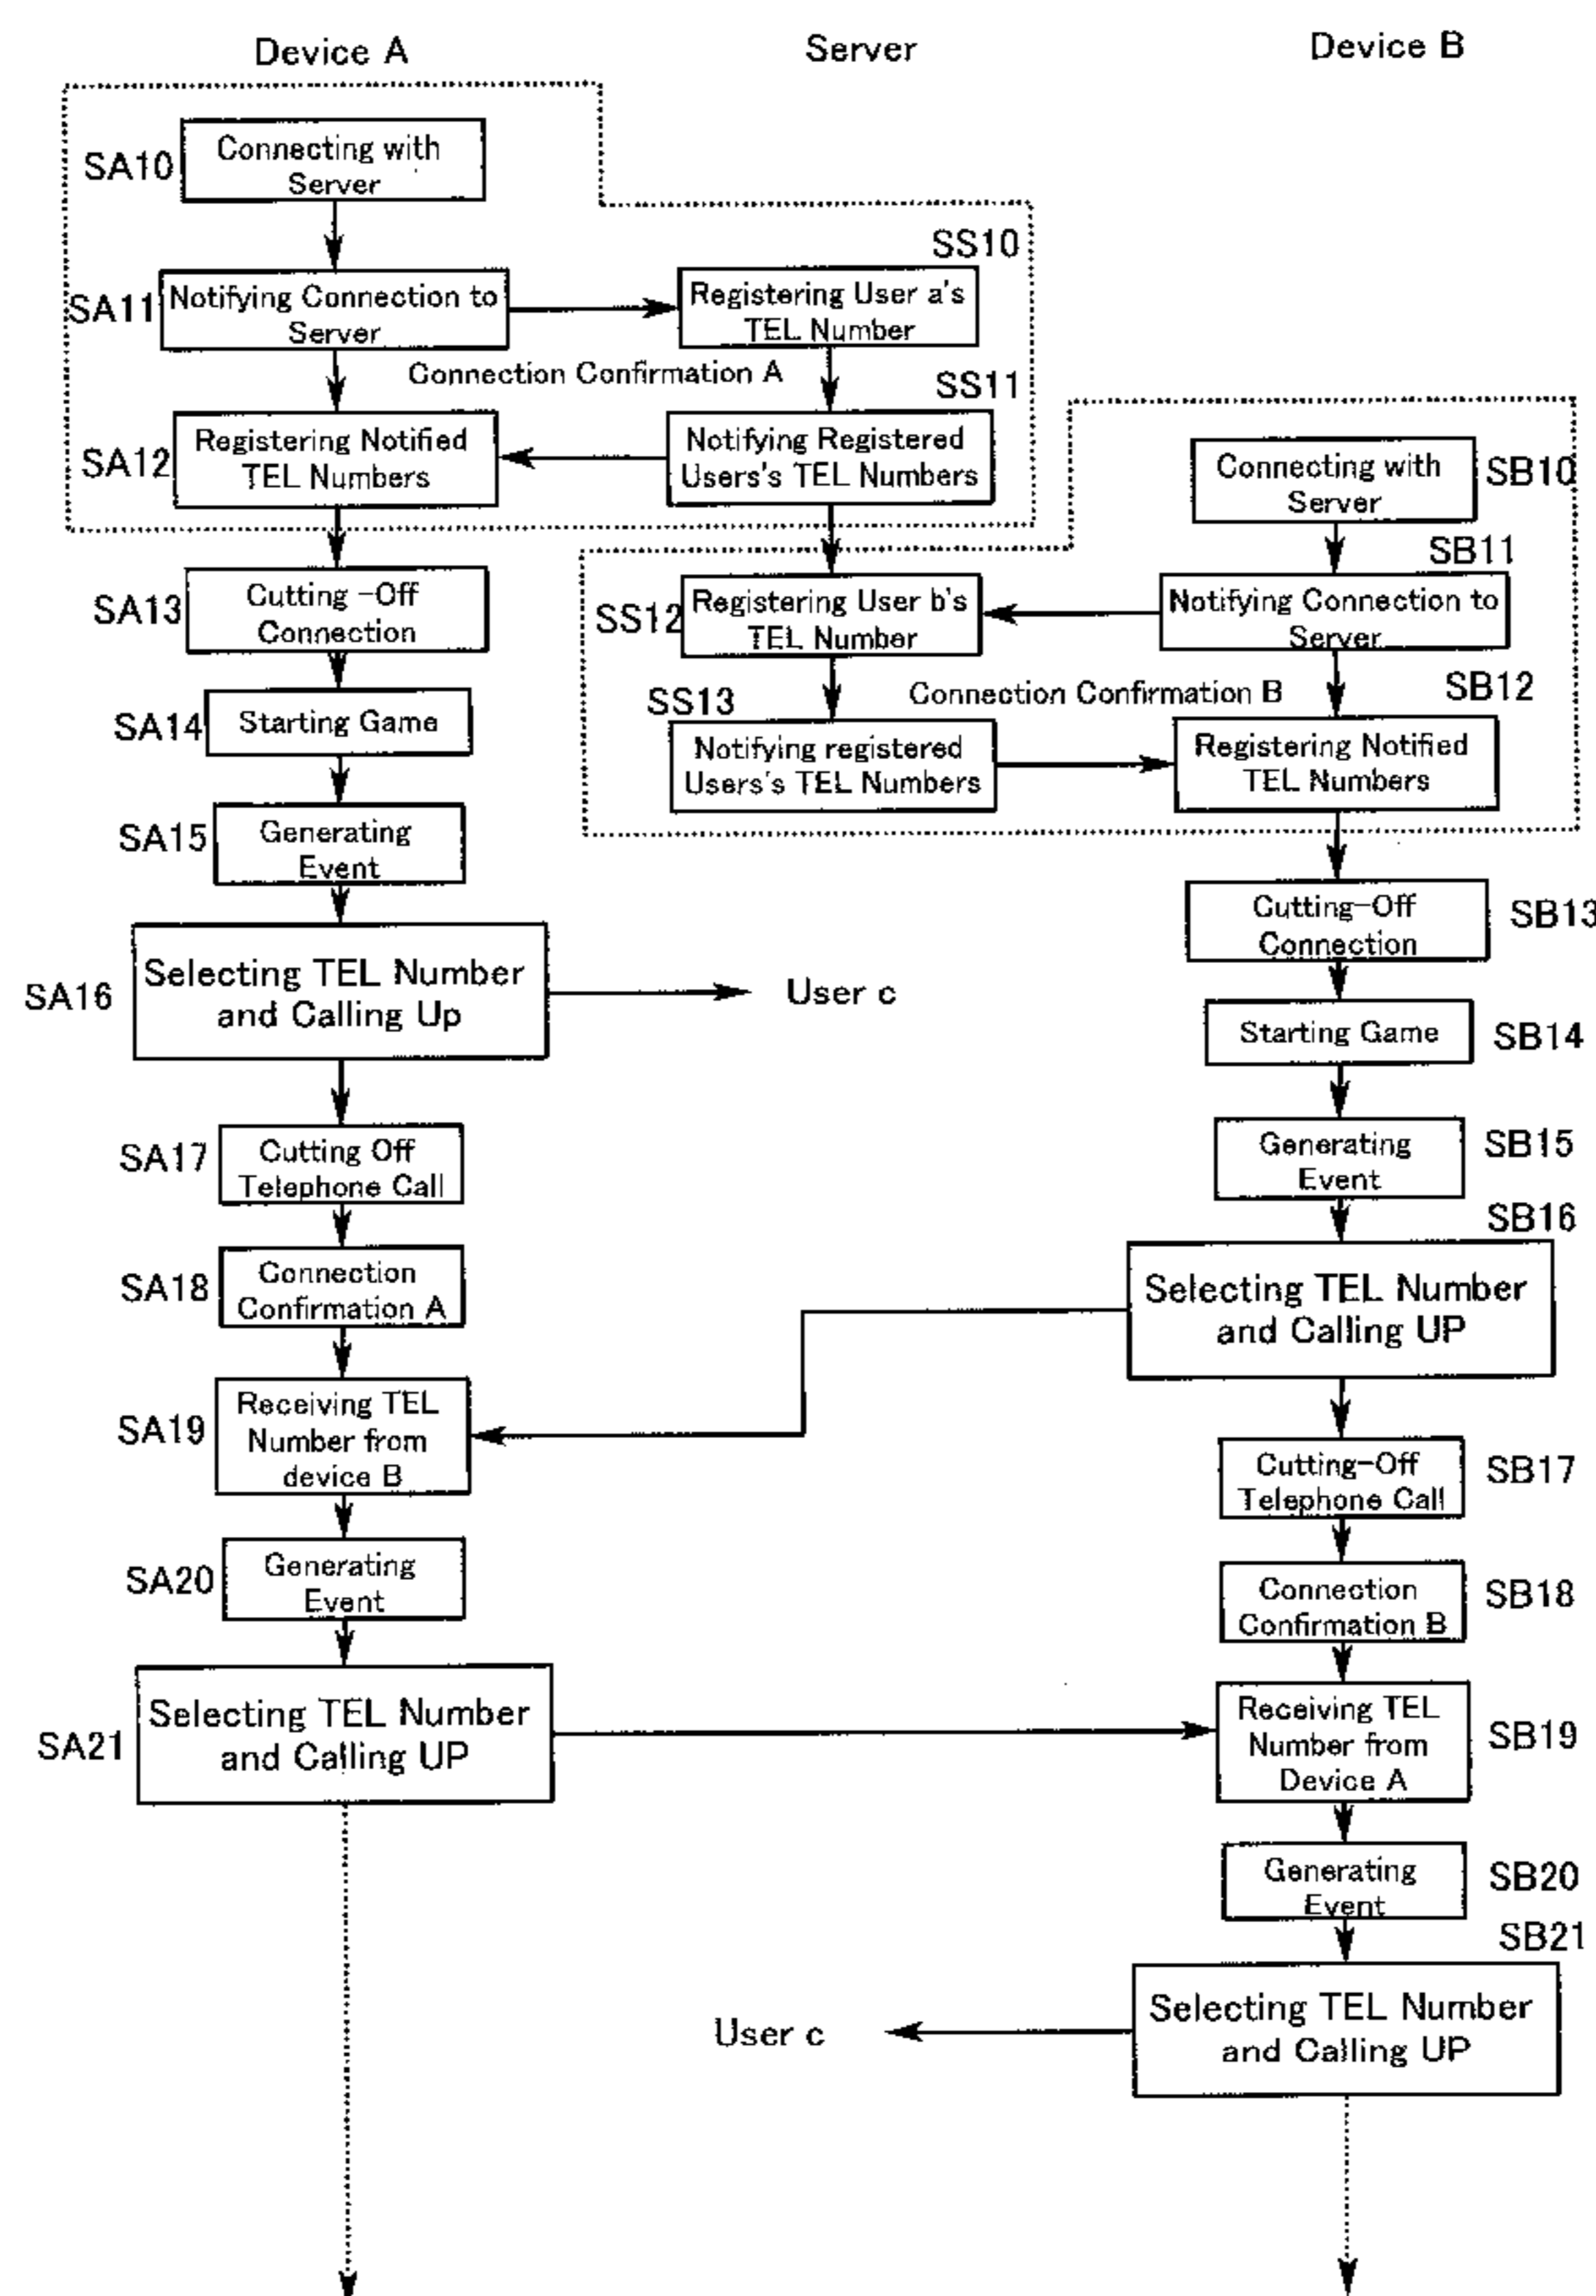 Device A
Server
Device B
SA10
Connecting with
Server
SS10
SA11
Notifying Connection to
Server
Registering User a's
TEL Number
Connection Confirmation A
SS11
SA12
Registering Notified
TEL Numbers
Notifying Registered
Users's TEL Numbers
Connecting with
Server
SB10
SB11
SA13
Cutting -Off
Connection
SS12
Registering User b's
TEL Number
Notifying Connection to
Server
SB12
SS13
Connection Confirmation B
SA14
Starting Game
Notifying registered
Users's TEL Numbers
Registering Notified
TEL Numbers
SA15
Generating
Event
Cutting-Off
Connection
SB13
SA16
Selecting TEL Number
and Calling Up
User c
Starting Game
SB14
SA17
Cutting Off
Telephone Call
Generating
Event
SB15
SB16
SA18
Connection
Confirmation A
Selecting TEL Number
and Calling UP
SA19
Receiving TEL
Number from
device B
Cutting-Off
Telephone Call
SB17
SA20
Generating
Event
Connection
Confirmation B
SB18
SA21
Selecting TEL Number
and Calling UP
Receiving TEL
Number from
Device A
SB19
Generating
Event
SB20
SB21
User c
Selecting TEL Number
and Calling UP